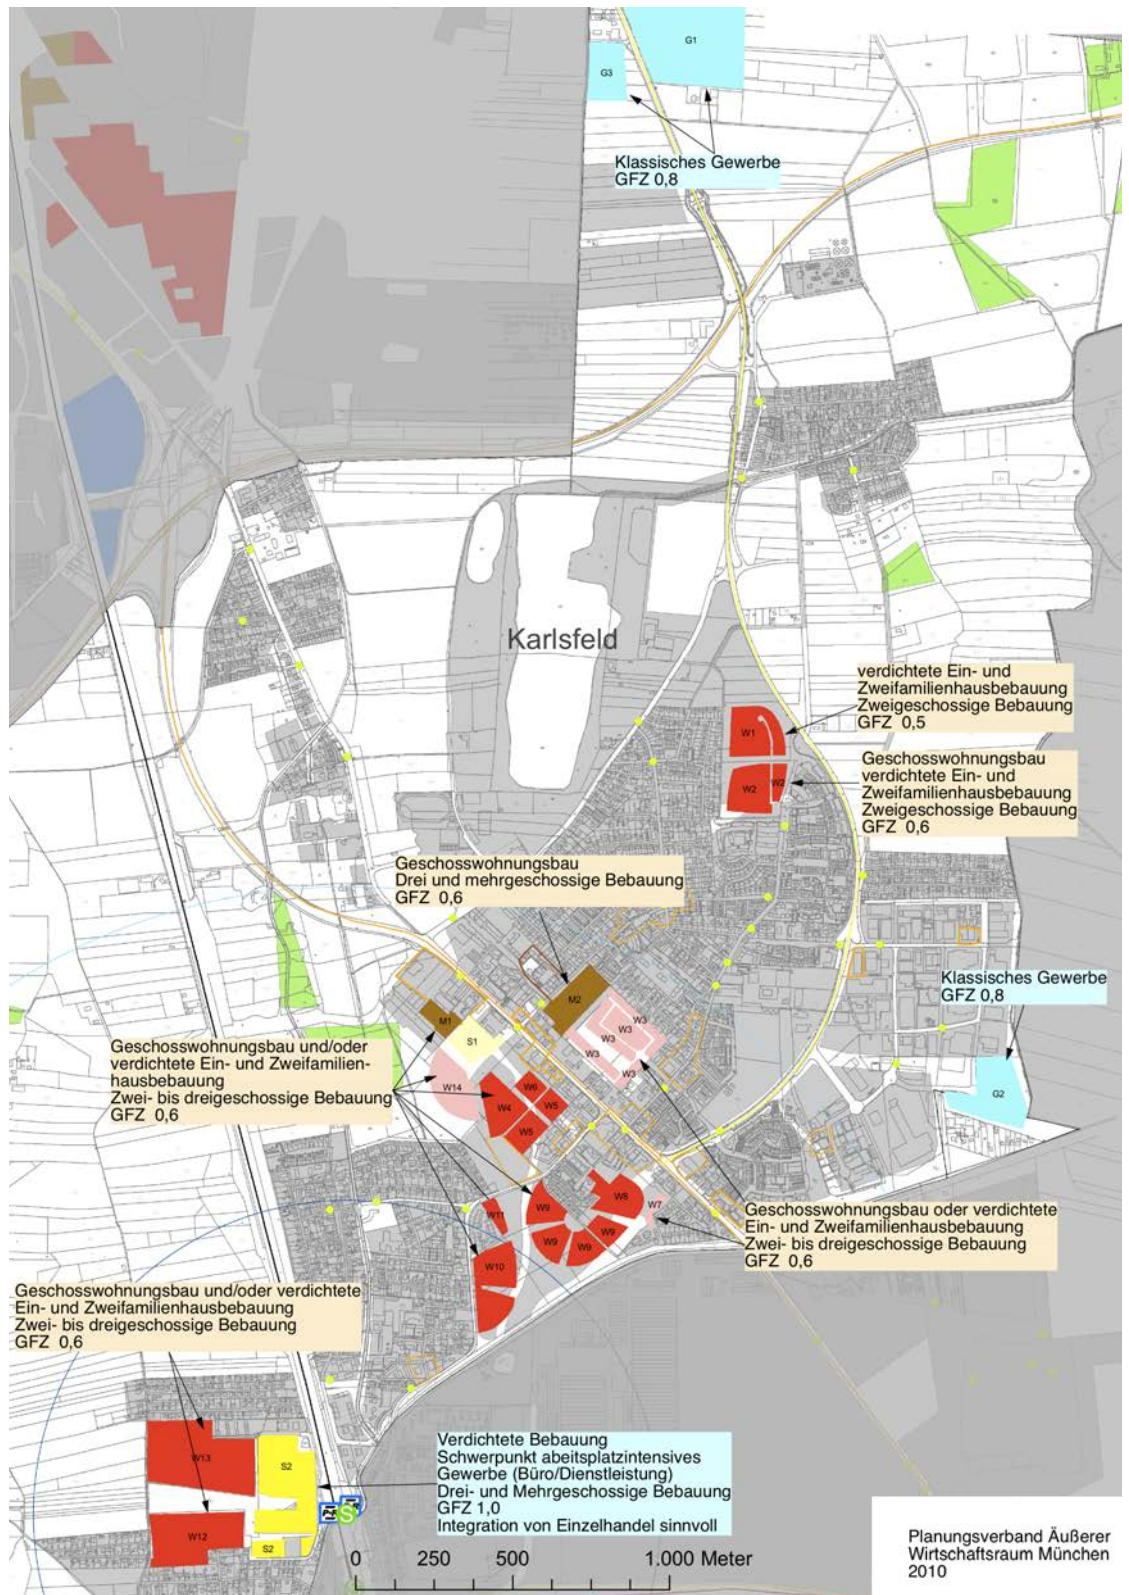 G1
G3
Klassisches Gewerbe
GFZ 0,8
Karlsfeld
verdichtete Ein- und
Zweifamilienhausbebauung
Zweigeschossige Bebauung
GFZ 0,5
W1
W2
W2
Geschosswohnungsbau
verdichtete Ein- und
Zweifamilienhausbebauung
Zweigeschossige Bebauung
GFZ 0,6
Geschosswohnungsbau
Drei und mehrgeschossige Bebauung
GFZ 0,6
Klassisches Gewerbe
GFZ 0,8
M2
M1
S1
W3
W3
W3
W3
W3
Geschosswohnungsbau und/oder
verdichtete Ein- und Zweifamilien-
hausbebauung
Zwei- bis dreigeschossige Bebauung
GFZ 0,6
W14
W6
W4
W5
W5
G2
W8
W7
W9
W9
W9
W9
W11
W10
Geschosswohnungsbau oder verdichtete
Ein- und Zweifamilienhausbebauung
Zwei- bis dreigeschossige Bebauung
GFZ 0,6
Geschosswohnungsbau und/oder verdichtete
Ein- und Zweifamilienhausbebauung
Zwei- bis dreigeschossige Bebauung
GFZ 0,6
W13
S2
W12
S2
S
Verdichtete Bebauung
Schwerpunkt abeitsplatzintensives
Gewerbe (Büro/Dienstleistung)
Drei- und Mehrgeschossige Bebauung
GFZ 1,0
Integration von Einzelhandel sinnvoll
0 250 500 1.000 Meter
Planungsverband Äußerer
Wirtschaftsraum München
2010